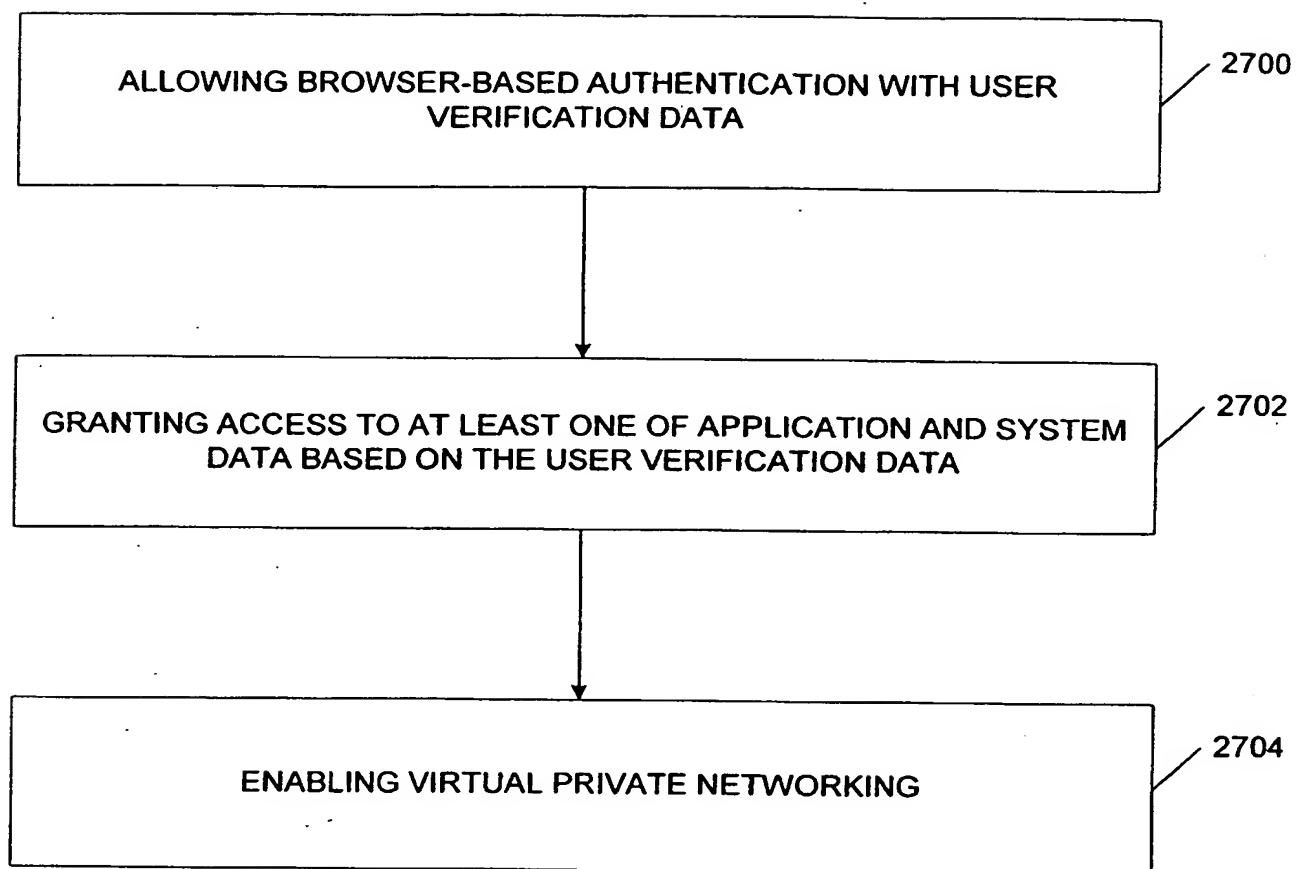 ALLOWING BROWSER-BASED AUTHENTICATION WITH USER
VERIFICATION DATA
2700
GRANTING ACCESS TO AT LEAST ONE OF APPLICATION AND SYSTEM
DATA BASED ON THE USER VERIFICATION DATA
2702
ENABLING VIRTUAL PRIVATE NETWORKING
2704